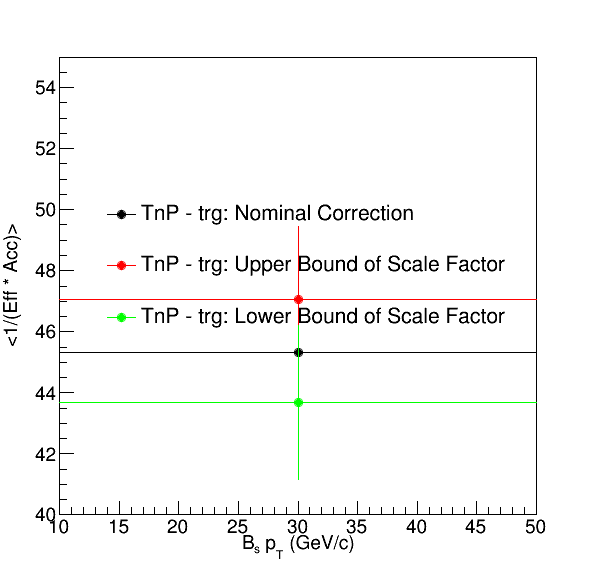 54
52
50
48
46
44
42
40
<1/(Eff * Acc)>
TnP - trg: Nominal Correction
TnP - trg: Upper Bound of Scale Factor
TnP - trg: Lower Bound of Scale Factor
10 15 20 25 30 35 40 45 50
Bs pT (GeV/c)